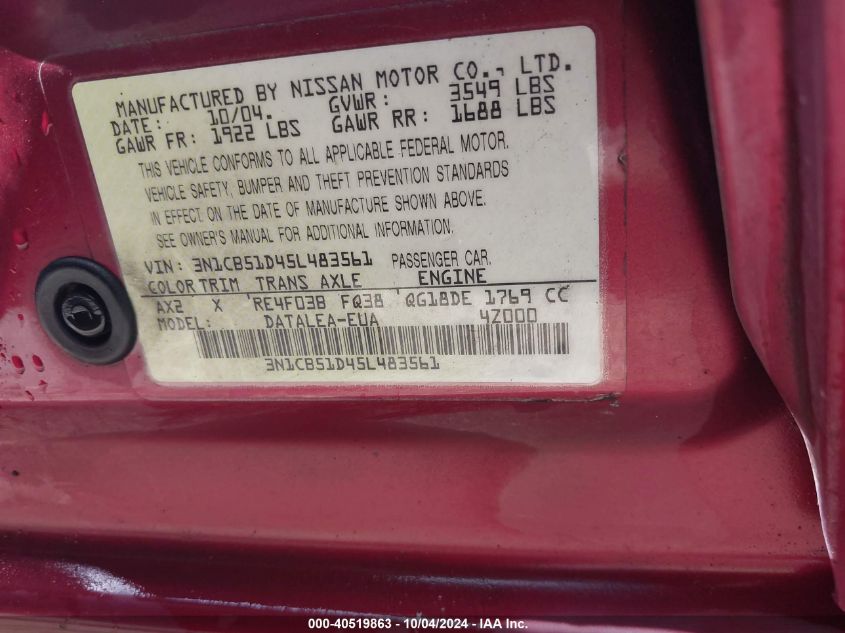 MANUFACTURED BY NISSAN MOTOR CO., LTD.
DATE: 10/04. GVWR: 3549 LBS
GAWR FR: 1922 LBS GAWR RR: 1688 LBS
THIS VEHICLE CONFORMS TO ALL APPLICABLE FEDERAL MOTOR.
VEHICLE SAFETY, BUMPER AND THEFT PREVENTION STANDARDS
IN EFFECT ON THE DATE OF MANUFACTURE SHOWN ABOVE.
SEE OWNER'S MANUAL FOR ADDITIONAL INFORMATION.
VIN: 3N1CB51D45L483561 PASSENGER CAR.
COLOR TRIM TRANS AXLE ENGINE
AX2 X RE4F03B FQ38 QG18DE 1769 CC
MODEL: DATALEA-EUA 4Z000
3N1CB51D45L483561
000-40519863 - 10/04/2024 - IAA Inc.